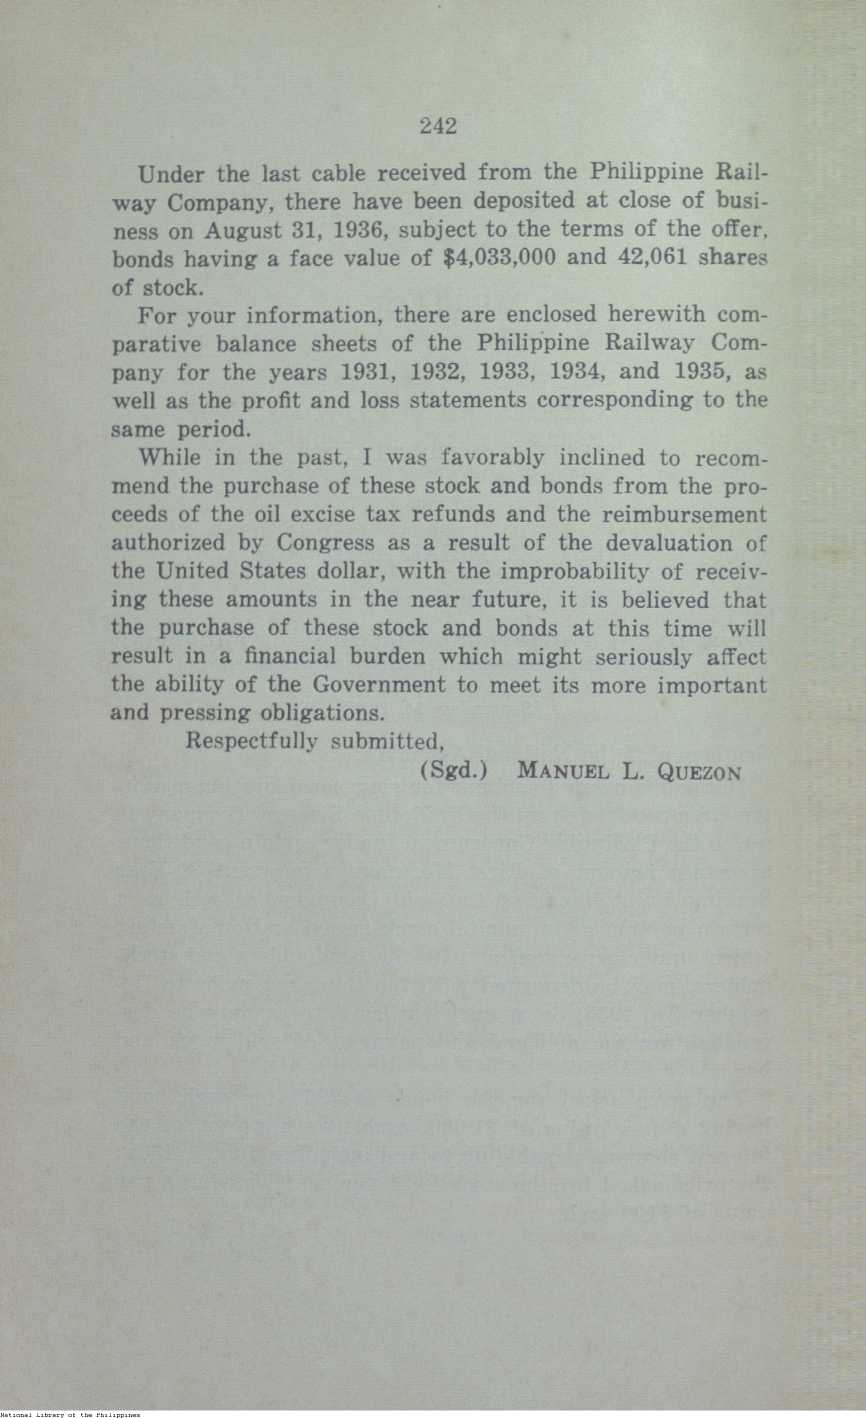 242
Under the last cable received from the Philippine Rail-
way Company, there have been deposited at close of busi-
ness on August 31, 1936, subject to the terms of the offer,
bonds having a face value of $4,033,000 and 42,061 shares
of stock.
For your information, there are enclosed herewith com-
parative balance sheets of the Philippine Railway Com-
pany for the years 1931, 1932, 1933, 1934, and 1935, as
well as the profit and loss statements corresponding to the
same period.
While in the past, I was favorably inclined to recom-
mend the purchase of these stock and bonds from the pro-
ceeds of the oil excise tax refunds and the reimbursement
authorized by Congress as a result of the devaluation of
the United States dollar, with the improbability of receiv-
ing these amounts in the near future, it is believed that
the purchase of these stock and bonds at this time will
result in a financial burden which might seriously affect
the ability of the Government to meet its more important
and pressing obligations.
Respectfully submitted,
(Sgd.) MANUEL L. QUEZON
National Library of the Philippines